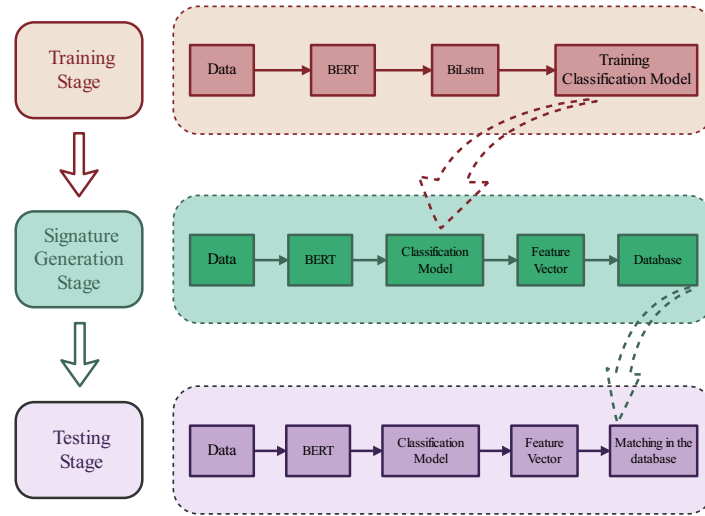 Training
Stage
Data
BERT
BiLstm
Training
Classification Model
Signature
Generation
Stage
Data
BERT
Classification
Model
Feature
Vector
Database
Testing
Stage
Data
BERT
Classification
Model
Feature
Vector
Matching in the
database